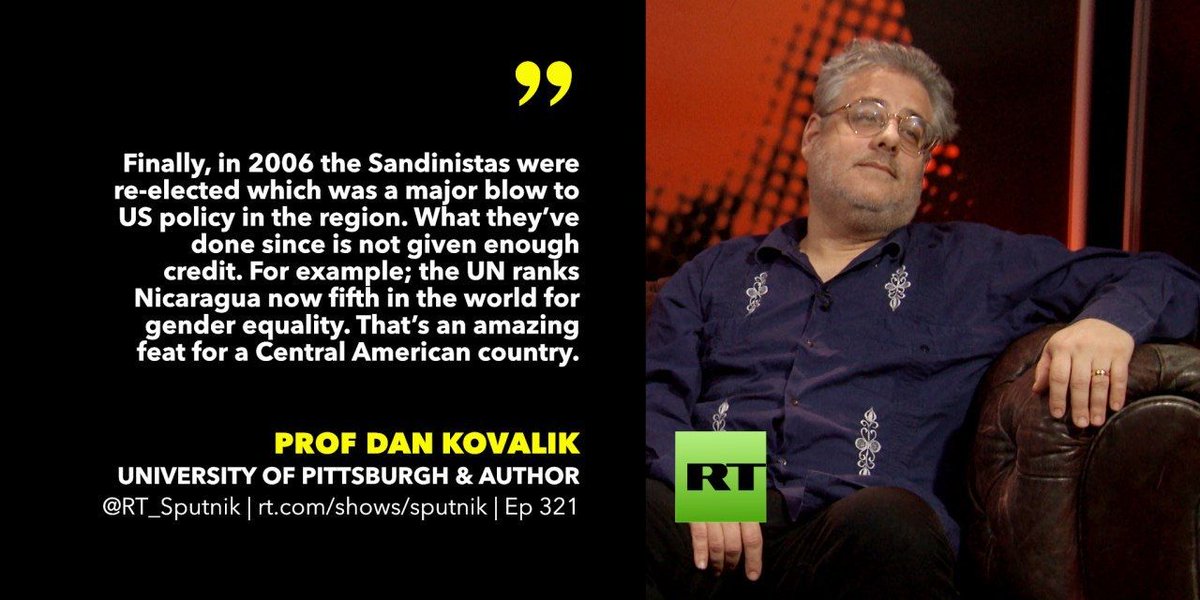 ”
Finally, in 2006 the Sandinistas were
re-elected which was a major blow to
US policy in the region. What they’ve
done since is not given enough
credit. For example; the UN ranks
Nicaragua now fifth in the world for
gender equality. That’s an amazing
feat for a Central American country.
PROF DAN KOVALIK
UNIVERSITY OF PITTSBURGH & AUTHOR
@RT_Sputnik | rt.com/shows/sputnik | Ep 321
RT